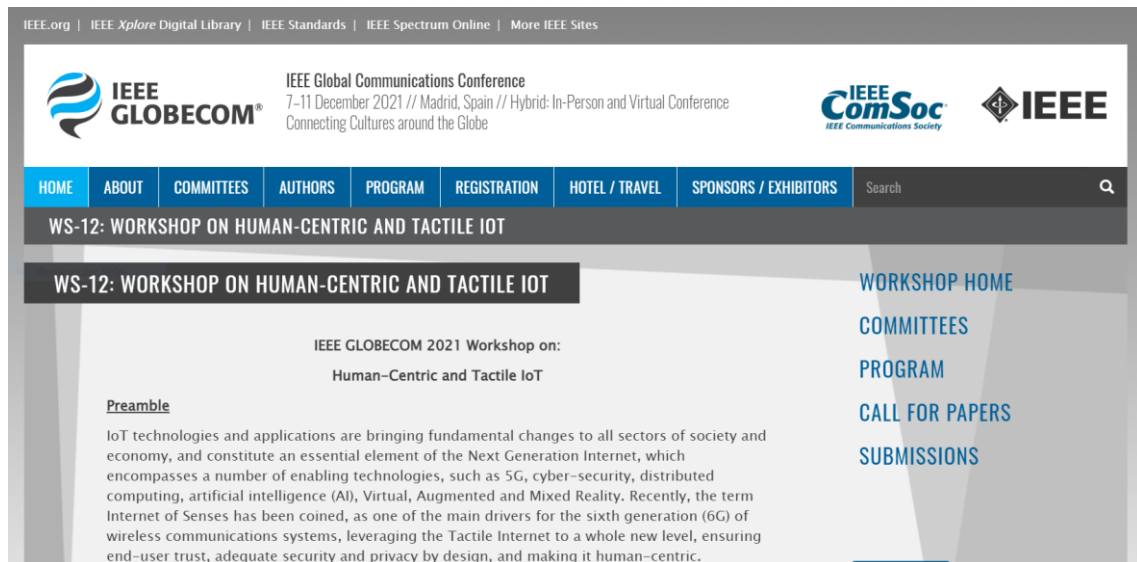 IEEE.org | IEEE Xplore Digital Library | IEEE Standards | IEEE Spectrum Online | More IEEE Sites
IEEE
GLOBECOM®
IEEE Global Communications Conference
7–11 December 2021 // Madrid, Spain // Hybrid: In-Person and Virtual Conference
Connecting Cultures around the Globe
IEEE
ComSoc
IEEE Communications Society
IEEE
HOME ABOUT COMMITTEES AUTHORS PROGRAM REGISTRATION HOTEL / TRAVEL SPONSORS / EXHIBITORS Search
WS-12: WORKSHOP ON HUMAN-CENTRIC AND TACTILE IOT
WS-12: WORKSHOP ON HUMAN-CENTRIC AND TACTILE IOT
IEEE GLOBECOM 2021 Workshop on:
Human-Centric and Tactile IoT
Preamble
IoT technologies and applications are bringing fundamental changes to all sectors of society and
economy, and constitute an essential element of the Next Generation Internet, which
encompasses a number of enabling technologies, such as 5G, cyber-security, distributed
computing, artificial intelligence (AI), Virtual, Augmented and Mixed Reality. Recently, the term
Internet of Senses has been coined, as one of the main drivers for the sixth generation (6G) of
wireless communications systems, leveraging the Tactile Internet to a whole new level, ensuring
end-user trust, adequate security and privacy by design, and making it human-centric.
WORKSHOP HOME
COMMITTEES
PROGRAM
CALL FOR PAPERS
SUBMISSIONS